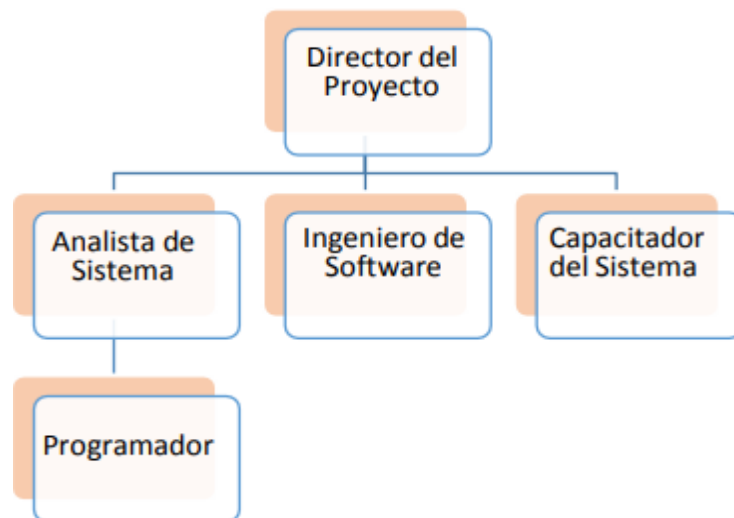 Director del
Proyecto
Analista de
Sistema
Ingeniero de
Software
Capacitador
del Sistema
Programador